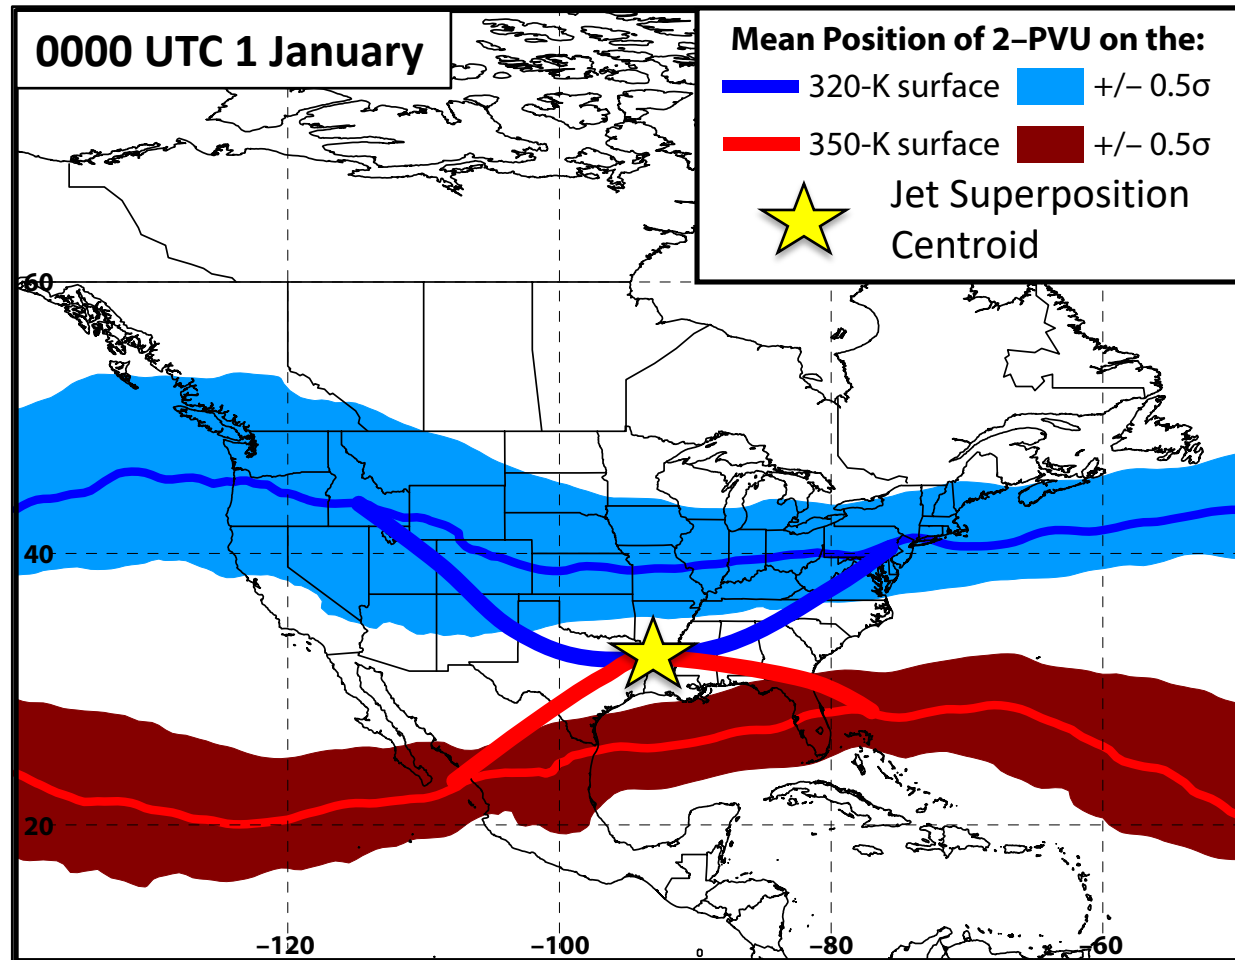 0000 UTC 1 January
Mean Position of 2–PVU on the:
320-K surface
+/– 0.5σ
350-K surface
+/– 0.5σ
Jet Superposition
Centroid
60
40
20
–120
–100
–80
–60